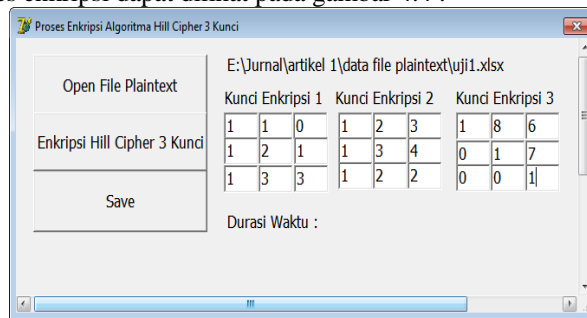 Proses Enkripsi Algoritma Hill Cipher 3 Kunci
Open File Plaintext
E:\Jurnal\artikel 1\data file plaintext\uji1.xlsx
Kunci Enkripsi 1 Kunci Enkripsi 2 Kunci Enkripsi 3
1 1 0 1 2 3 1 8 6
Enkripsi Hill Cipher 3 Kunci
1 2 1 1 3 4 0 1 7
1 3 3 1 2 2 0 0 1
Save
Durasi Waktu :